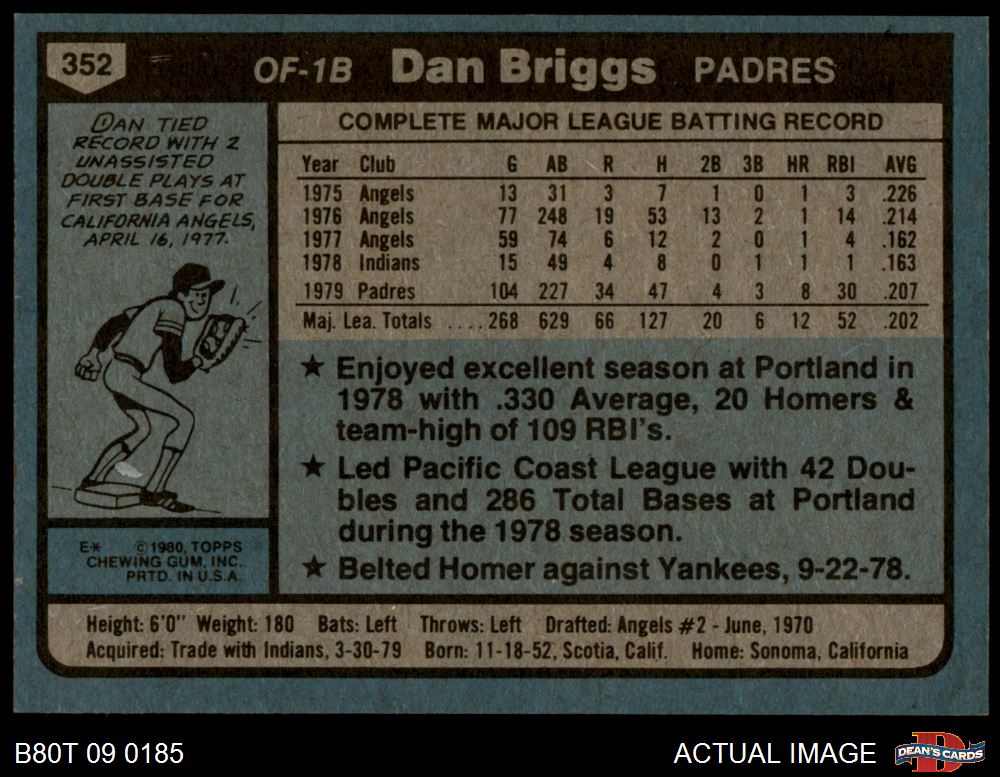 352
OF-1B Dan Briggs PADRES
DAN TIED
RECORD WITH 2
UNASSISTED
DOUBLE PLAYS AT
FIRST BASE FOR
CALIFORNIA ANGELS,
APRIL 16, 1977.
COMPLETE MAJOR LEAGUE BATTING RECORD
Year Club G AB R H 2B 3B HR RBI AVG
1975 Angels 13 31 3 7 1 0 1 3 .226
1976 Angels 77 248 19 53 13 2 1 14 .214
1977 Angels 59 74 6 12 2 0 1 4 .162
1978 Indians 15 49 4 8 0 1 1 1 .163
1979 Padres 104 227 34 47 4 3 8 30 .207
Maj. Lea. Totals ....268 629 66 127 20 6 12 52 .202
★ Enjoyed excellent season at Portland in
1978 with .330 Average, 20 Homers &
team-high of 109 RBI's.
★ Led Pacific Coast League with 42 Dou-
bles and 286 Total Bases at Portland
during the 1978 season.
★ Belted Homer against Yankees, 9-22-78.
E* ©1980, TOPPS
CHEWING GUM, INC.
PRTD. IN U.S.A.
Height: 6'0" Weight: 180 Bats: Left Throws: Left Drafted: Angels #2 - June, 1970
Acquired: Trade with Indians, 3-30-79 Born: 11-18-52, Scotia, Calif. Home: Sonoma, California
B80T 09 0185
ACTUAL IMAGE
D
DEAN'S CARDS